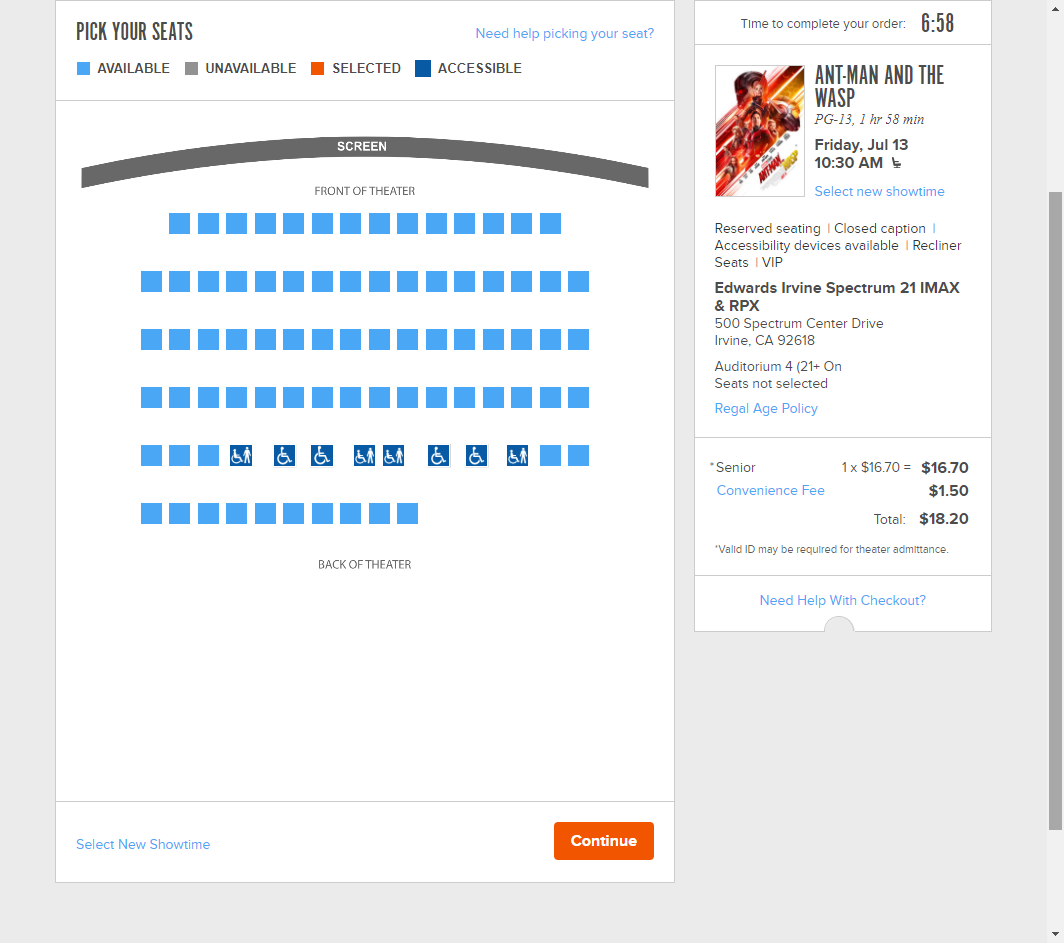 PICK YOUR SEATS
Need help picking your seat?
AVAILABLE UNAVAILABLE SELECTED ACCESSIBLE
SCREEN
FRONT OF THEATER
BACK OF THEATER
Select New Showtime
Continue
Time to complete your order: 6:58
ANT-MAN AND THE
WASP
PG-13, 1 hr 58 min
Friday, Jul 13
10:30 AM
Select new showtime
Reserved seating | Closed caption |
Accessibility devices available | Recliner
Seats | VIP
Edwards Irvine Spectrum 21 IMAX
& RPX
500 Spectrum Center Drive
Irvine, CA 92618
Auditorium 4 (21+ On
Seats not selected
Regal Age Policy
*Senior 1 x $16.70 = $16.70
Convenience Fee $1.50
Total: $18.20
*Valid ID may be required for theater admittance.
Need Help With Checkout?